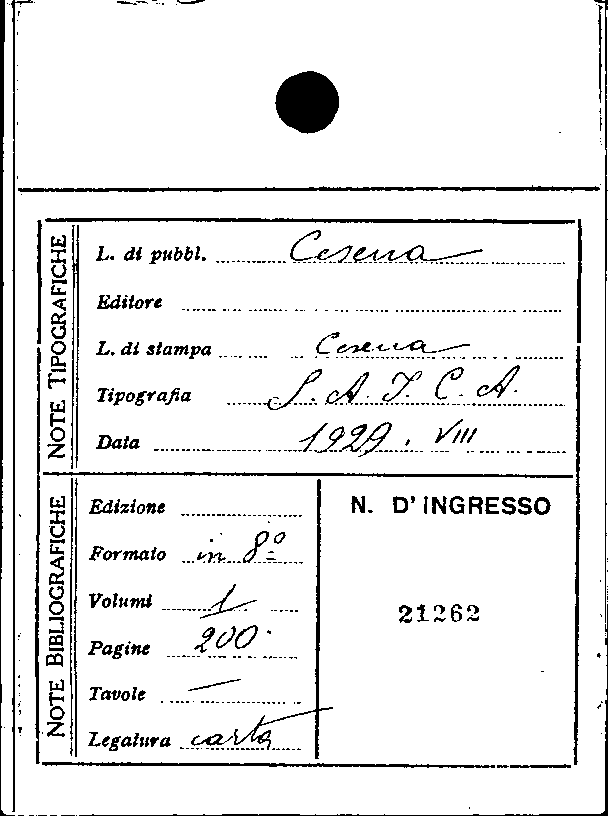 NOTE TIPOGRAFICHE
L. di pubbl. Cesena
Editore
L. di stampa Cesena
Tipografia S. A. I. C. A.
Data 1929. VIII
NOTE BIBLIOGRAFICHE
Edizione
Formato in 8º
Volumi 1
Pagine 200
Tavole —
Legatura carta
N. D'INGRESSO
21262